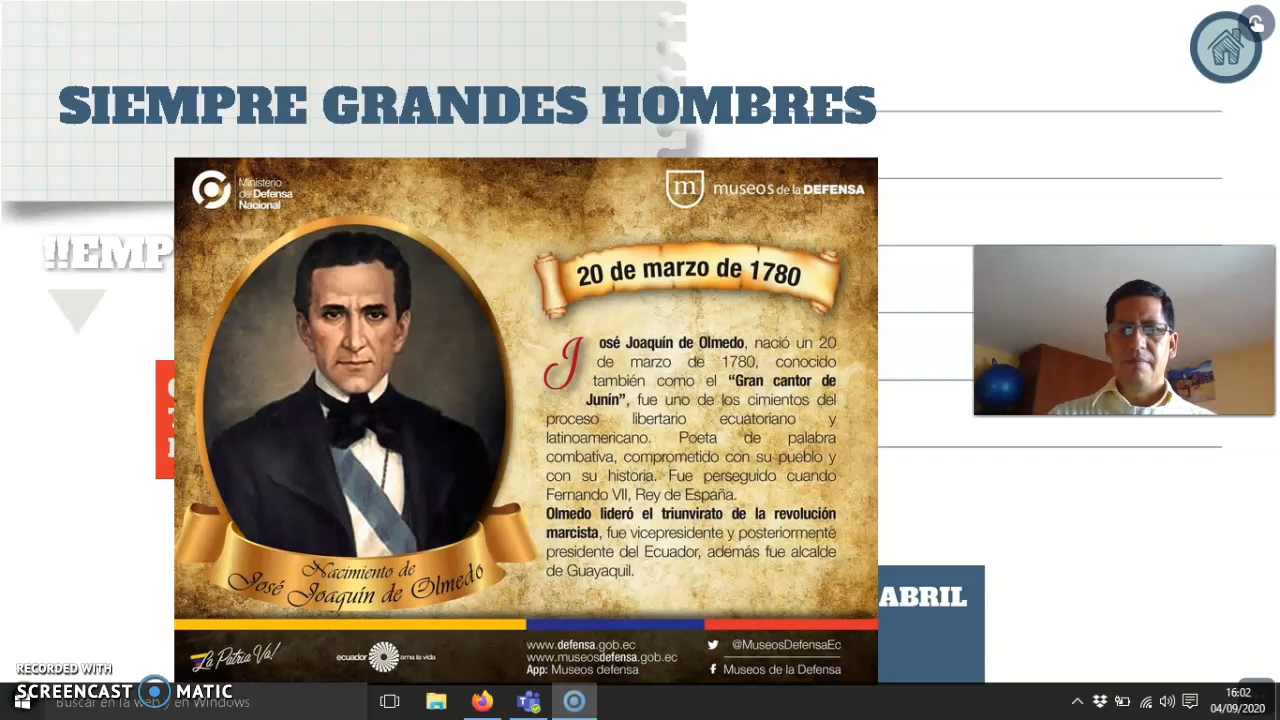 SIEMPRE GRANDES HOMBRES
Ministerio
de Defensa
Nacional
museos de la DEFENSA
!!EMP
20 de marzo de 1780
José Joaquín de Olmedo, nació un 20
de marzo de 1780, conocido
también como el “Gran cantor de
Junín”, fue uno de los cimientos del
proceso libertario ecuatoriano y
latinoamericano. Poeta de palabra
combativa, comprometido con su pueblo y
con su historia. Fue perseguido cuando
Fernando VII, Rey de España.
Olmedo lideró el triunvirato de la revolución
marcista, fue vicepresidente y posteriormente
presidente del Ecuador, además fue alcalde
de Guayaquil.
Nacimiento de
José Joaquín de Olmedo
ABRIL
La Patria Va!
ecuador ama la vida
www.defensa.gob.ec
www.museosdefensa.gob.ec
App: Museos defensa
@MuseosDefensaEc
Museos de la Defensa
RECORDED WITH
SCREENCAST MATIC
Buscar en la web y en Windows
16:02
04/09/2020